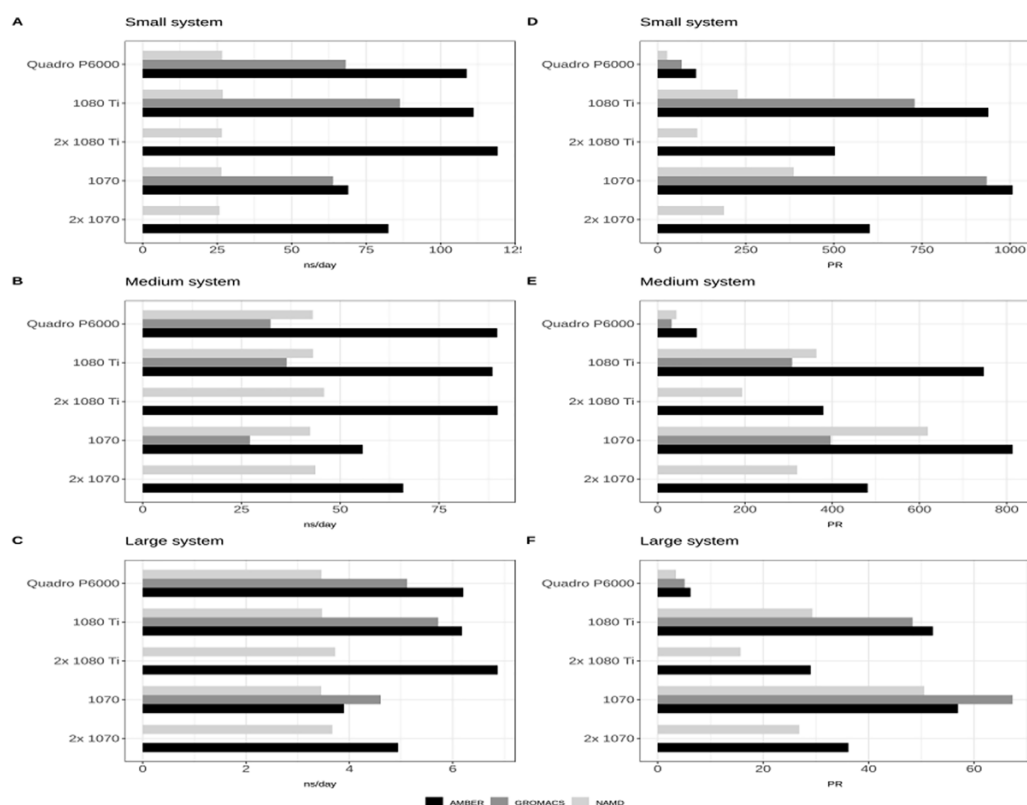 A Small system
Quadro P6000
1080 Ti
2x 1080 Ti
1070
2x 1070
0 25 50 75 100 125
ns/day
D Small system
Quadro P6000
1080 Ti
2x 1080 Ti
1070
2x 1070
0 250 500 750 1000
PR
B Medium system
Quadro P6000
1080 Ti
2x 1080 Ti
1070
2x 1070
0 25 50 75
ns/day
E Medium system
Quadro P6000
1080 Ti
2x 1080 Ti
1070
2x 1070
0 200 400 600 800
PR
C Large system
Quadro P6000
1080 Ti
2x 1080 Ti
1070
2x 1070
0 2 4 6
ns/day
F Large system
Quadro P6000
1080 Ti
2x 1080 Ti
1070
2x 1070
0 20 40 60
PR
AMBER GROMACS NAMD